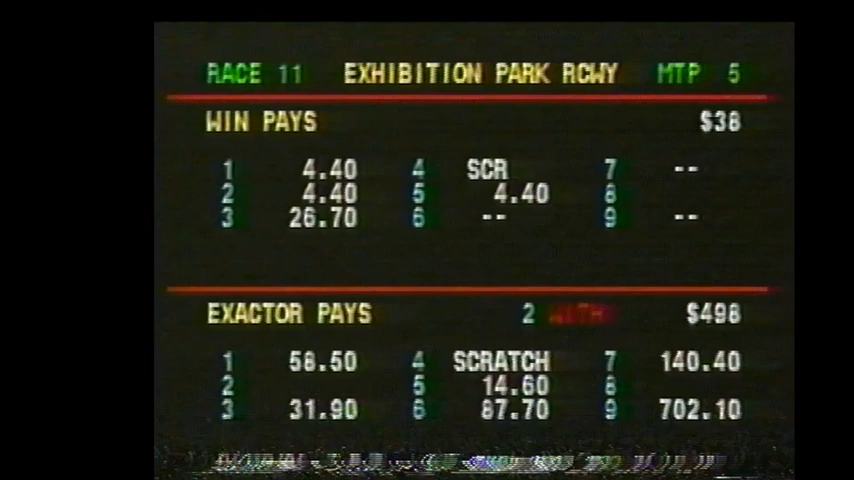 RACE 11 EXHIBITION PARK RCWY MTP 5
WIN PAYS $38
1 4.40 4 SCR 7 --
2 4.40 5 4.40 8
3 26.70 6 -- 9 --
EXACTOR PAYS 2 WITH $498
1 58.50 4 SCRATCH 7 140.40
2 5 14.60 8
3 31.90 6 87.70 9 702.10